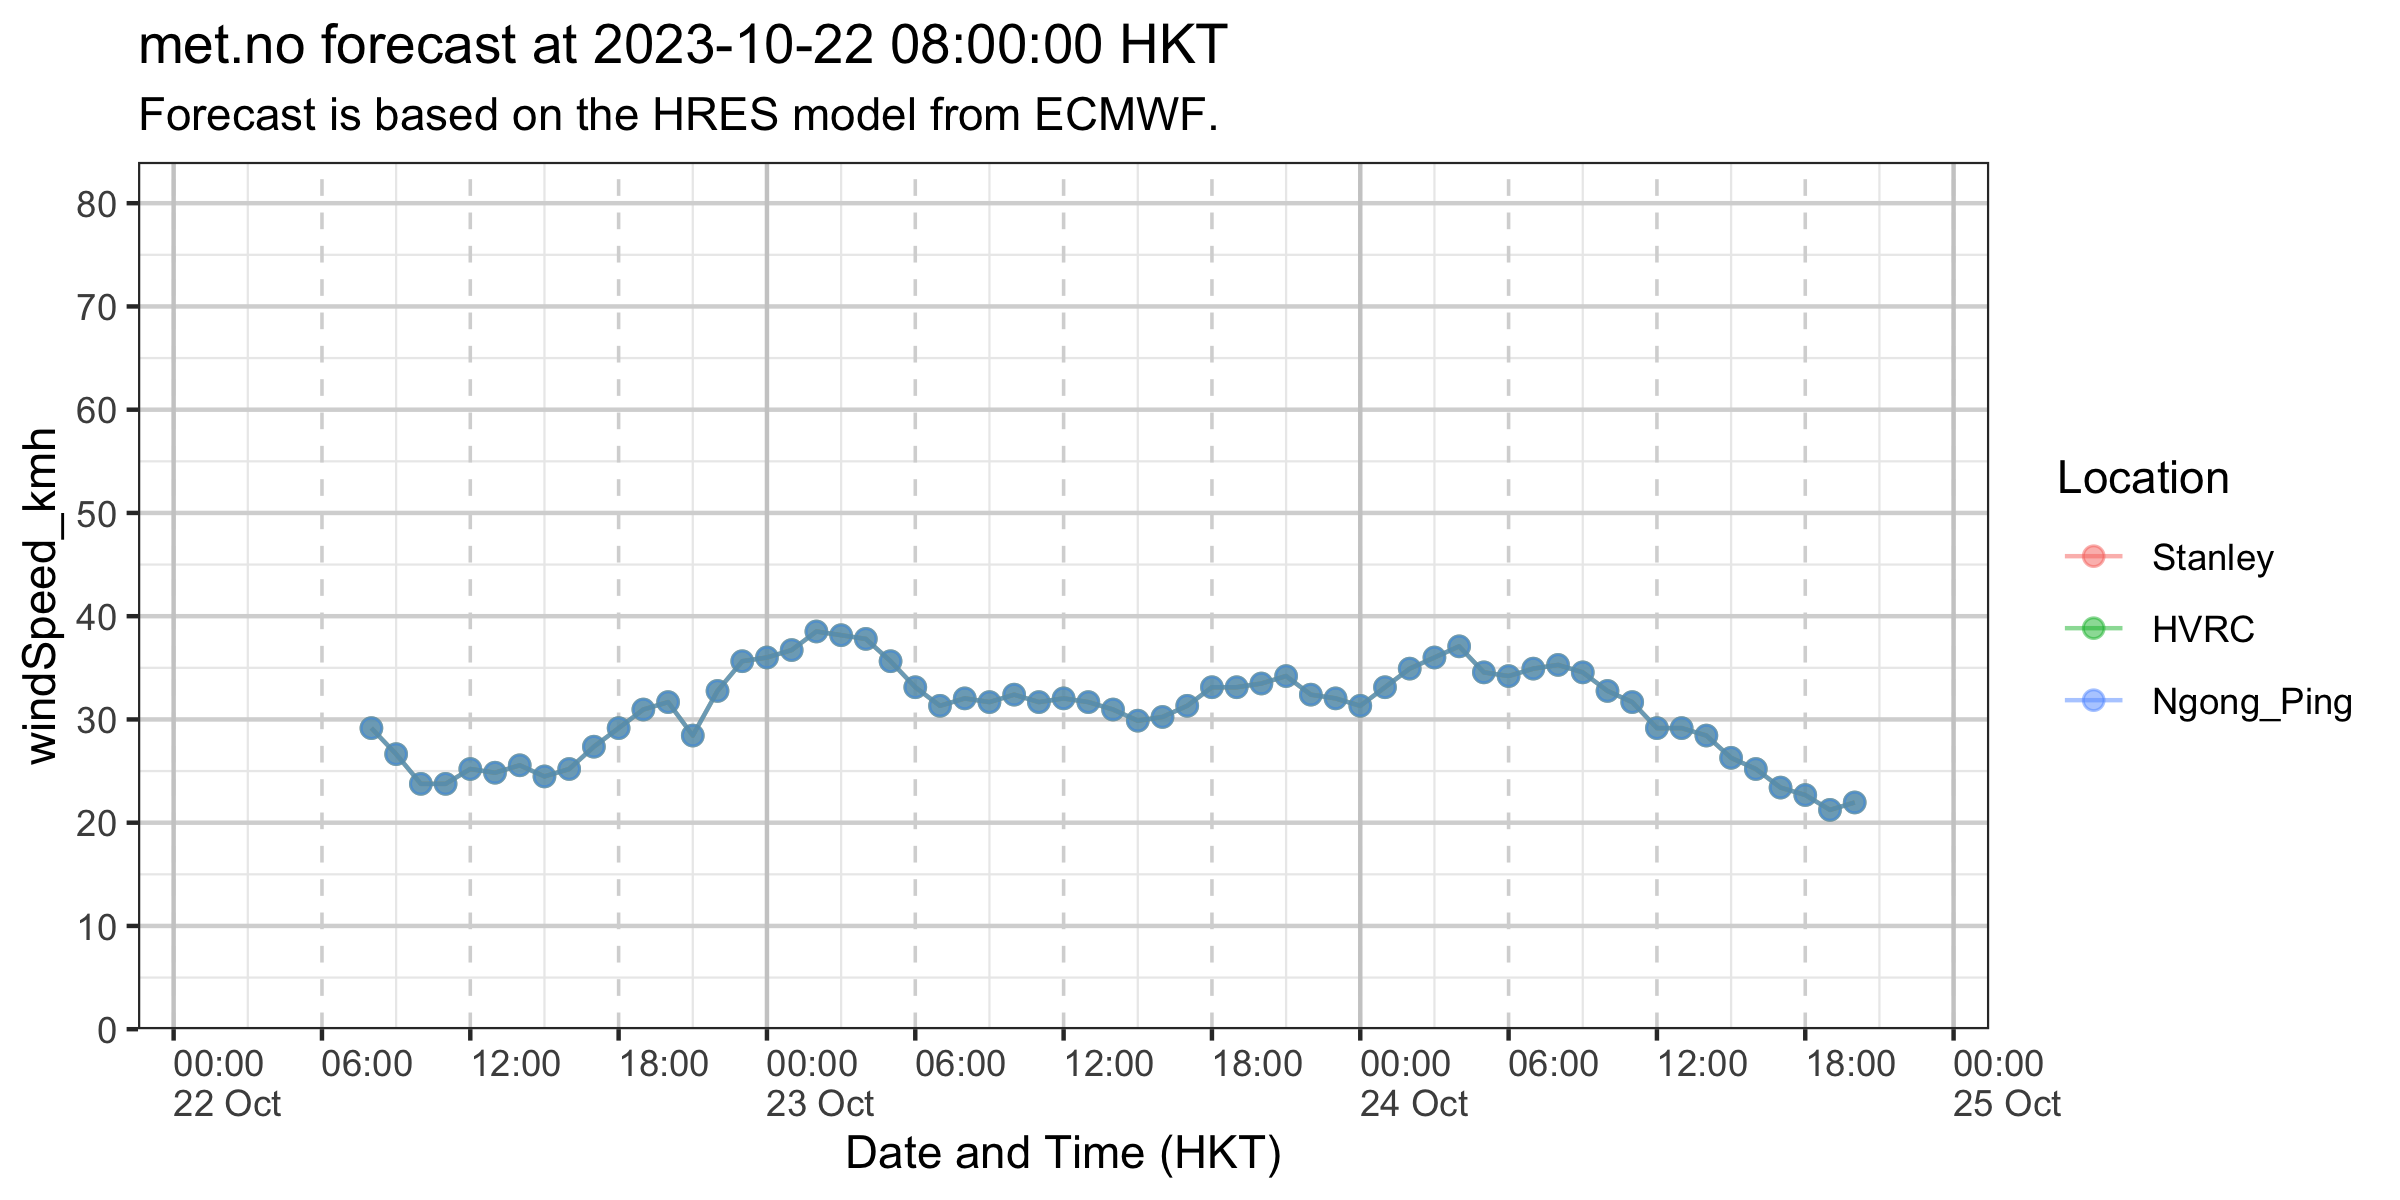 met.no forecast at 2023-10-22 08:00:00 HKT
Forecast is based on the HRES model from ECMWF.
windSpeed_kmh
80
70
60
50
40
30
20
10
0
00:00 06:00 12:00 18:00 00:00 06:00 12:00 18:00 00:00 06:00 12:00 18:00 00:00
22 Oct 23 Oct 24 Oct 25 Oct
Date and Time (HKT)
Location
Stanley
HVRC
Ngong_Ping